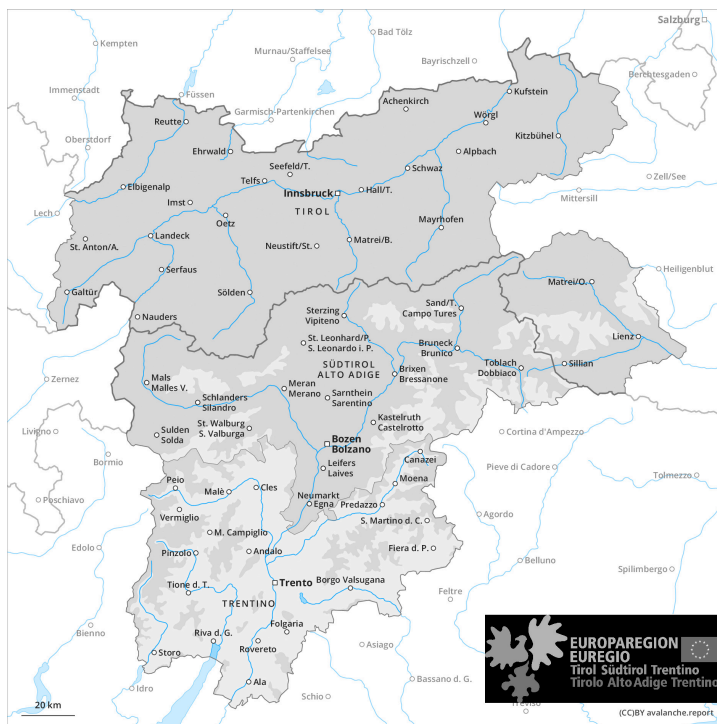 Salzburg
Kempten
Bad Tölz
Murnau/Staffelsee
Bayrischzell
Berchtesgaden
Immenstadt
Füssen
Garmisch-Partenkirchen
Achenkirch
Kufstein
Reutte
Wörgl
Oberstdorf
Ehrwald
Kitzbühel
Alpbach
Seefeld/T.
Schwaz
Zell/See
Telfs
Elbigenalp
Innsbruck
Hall/T.
Mittersill
Imst
TIROL
Lech
Oetz
Mayrhofen
St. Anton/A.
Landeck
Neustift/St.
Matrei/B.
Serfaus
Heiligenblut
Galtür
Sölden
Matrei/O.
Nauders
Sterzing
Vipiteno
Sand/T.
Campo Tures
St. Leonhard/P.
S. Leonardo i. P.
Lienz
Bruneck
Brunico
SÜDTIROL
ALTO ADIGE
Toblach
Dobbiaco
Sillian
Zernez
Mals
Malles V.
Meran
Merano
Brixen
Bressanone
Schlanders
Silandro
Sarnthein
Sarentino
Livigno
Sulden
Solda
St. Walburg
S. Valburga
Kastelruth
Castelrotto
Cortina d'Ampezzo
Bozen
Bolzano
Bormio
Canazei
Pieve di Cadore
Leifers
Laives
Tolmezzo
Peio
Malè
Cles
Moena
Poschiavo
Neumarkt
Egna
Predazzo
Vermiglio
Agordo
S. Martino d. C.
M. Campiglio
Edolo
Pinzolo
Andalo
Fiera d. P.
Belluno
Spilimbergo
Tione d. T.
Trento
Borgo Valsugana
Feltre
TRENTINO
Folgaria
Bienno
Riva d. G.
Rovereto
Asiago
Storo
EUROPAREGION
EUREGIO
Tirol Südtirol Trentino
Tirolo Alto Adige Trentino
Idro
Ala
Schio
Bassano d. G.
Treviso
20 km
(CC)BY avalanche.report